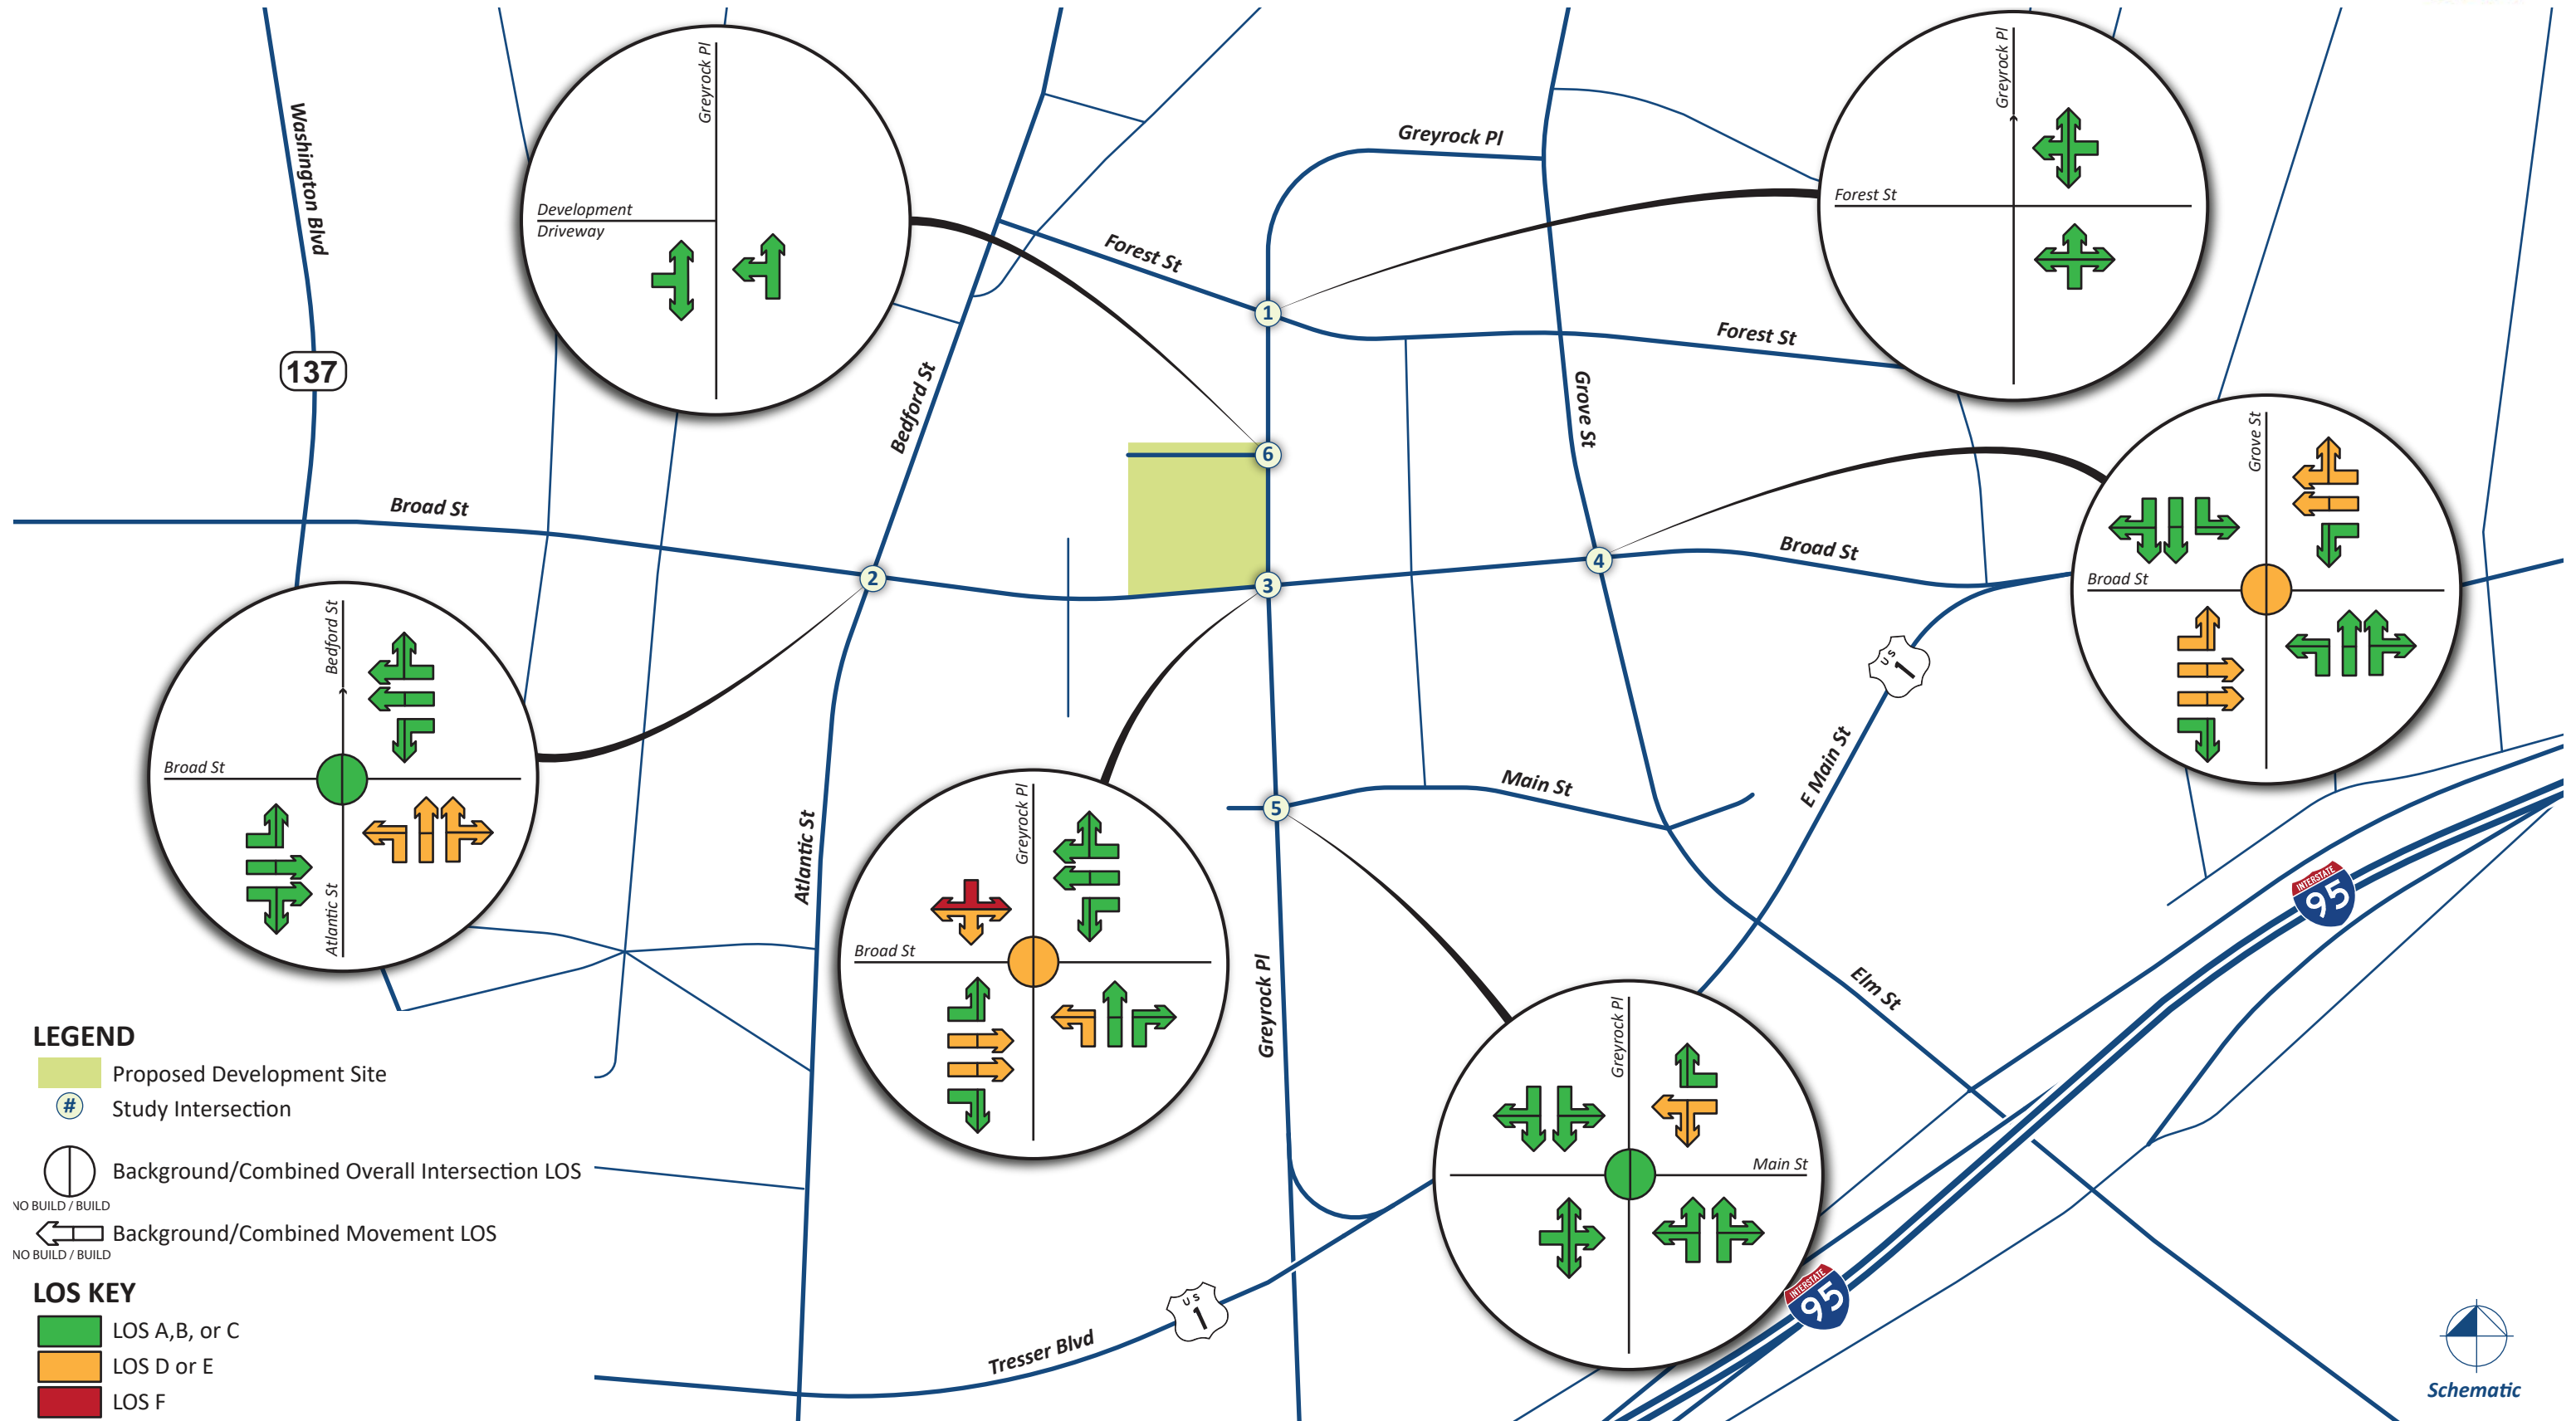 Greyrock Pl
Development
Driveway
Washington Blvd
137
Greyrock Pl
Forest St
Greyrock Pl
Forest St
1
Forest St
Bedford St
Grove St
6
Broad St
2
3
4
Broad St
Grove St
Broad St
Bedford St
Broad St
Atlantic St
US
1
E Main St
Main St
5
Atlantic St
Greyrock Pl
Broad St
Greyrock Pl
Elm St
INTERSTATE
95
Greyrock Pl
Main St
INTERSTATE
95
US
1
Tresser Blvd
LEGEND
Proposed Development Site
# Study Intersection
Background/Combined Overall Intersection LOS
NO BUILD / BUILD
Background/Combined Movement LOS
NO BUILD / BUILD
LOS KEY
LOS A,B, or C
LOS D or E
LOS F
Schematic